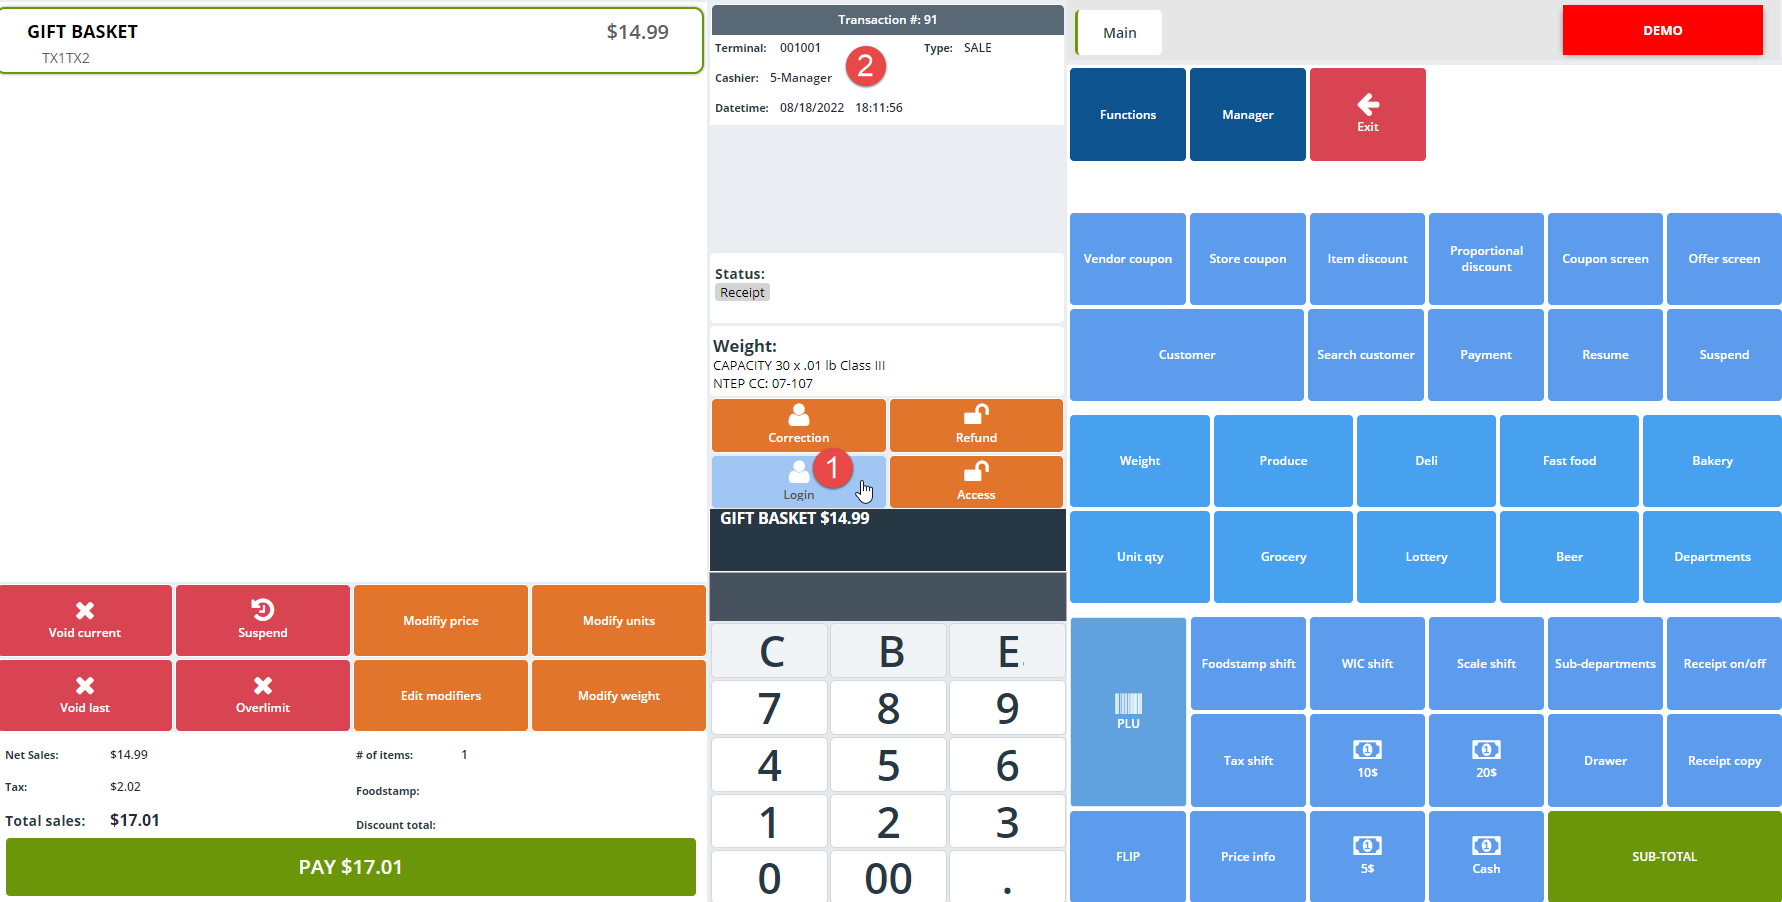 GIFT BASKET $14.99
TX1TX2
Void current
Suspend
Modifiy price
Modify units
Void last
Overlimit
Edit modifiers
Modify weight
Net Sales: $14.99
# of items: 1
Tax: $2.02
Foodstamp:
Total sales: $17.01
Discount total:
PAY $17.01
Transaction #: 91
Terminal: 001001 Type: SALE
2
Cashier: 5-Manager
Datetime: 08/18/2022 18:11:56
Status:
Receipt
Weight:
CAPACITY 30 x .01 lb Class III
NTEP CC: 07-107
Correction
Refund
1
Login
Access
GIFT BASKET $14.99
C B E
7 8 9
4 5 6
1 2 3
0 00 .
Main
DEMO
Functions
Manager
Exit
Vendor coupon
Store coupon
Item discount
Proportional
discount
Coupon screen
Offer screen
Customer
Search customer
Payment
Resume
Suspend
Weight
Produce
Deli
Fast food
Bakery
Unit qty
Grocery
Lottery
Beer
Departments
PLU
Foodstamp shift
WIC shift
Scale shift
Sub-departments
Receipt on/off
Tax shift
10$
20$
Drawer
Receipt copy
FLIP
Price info
5$
Cash
SUB-TOTAL